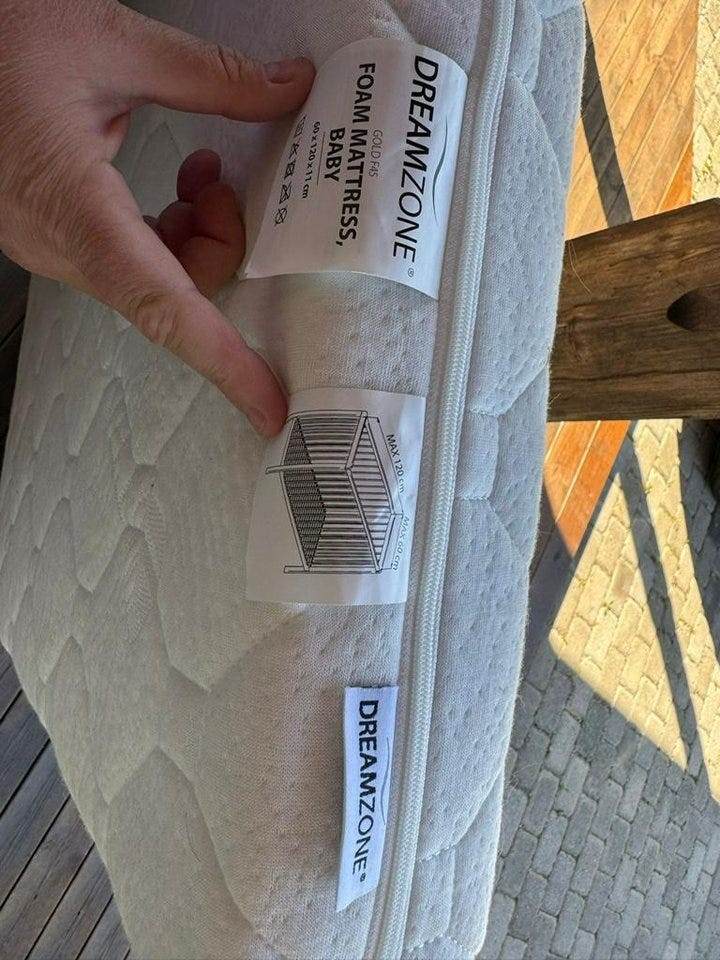 DREAMZONE®
GOLD F45
FOAM MATTRESS,
BABY
60 x 120 x 11 cm
MAX 120 cm
MAX 60 cm
DREAMZONE®